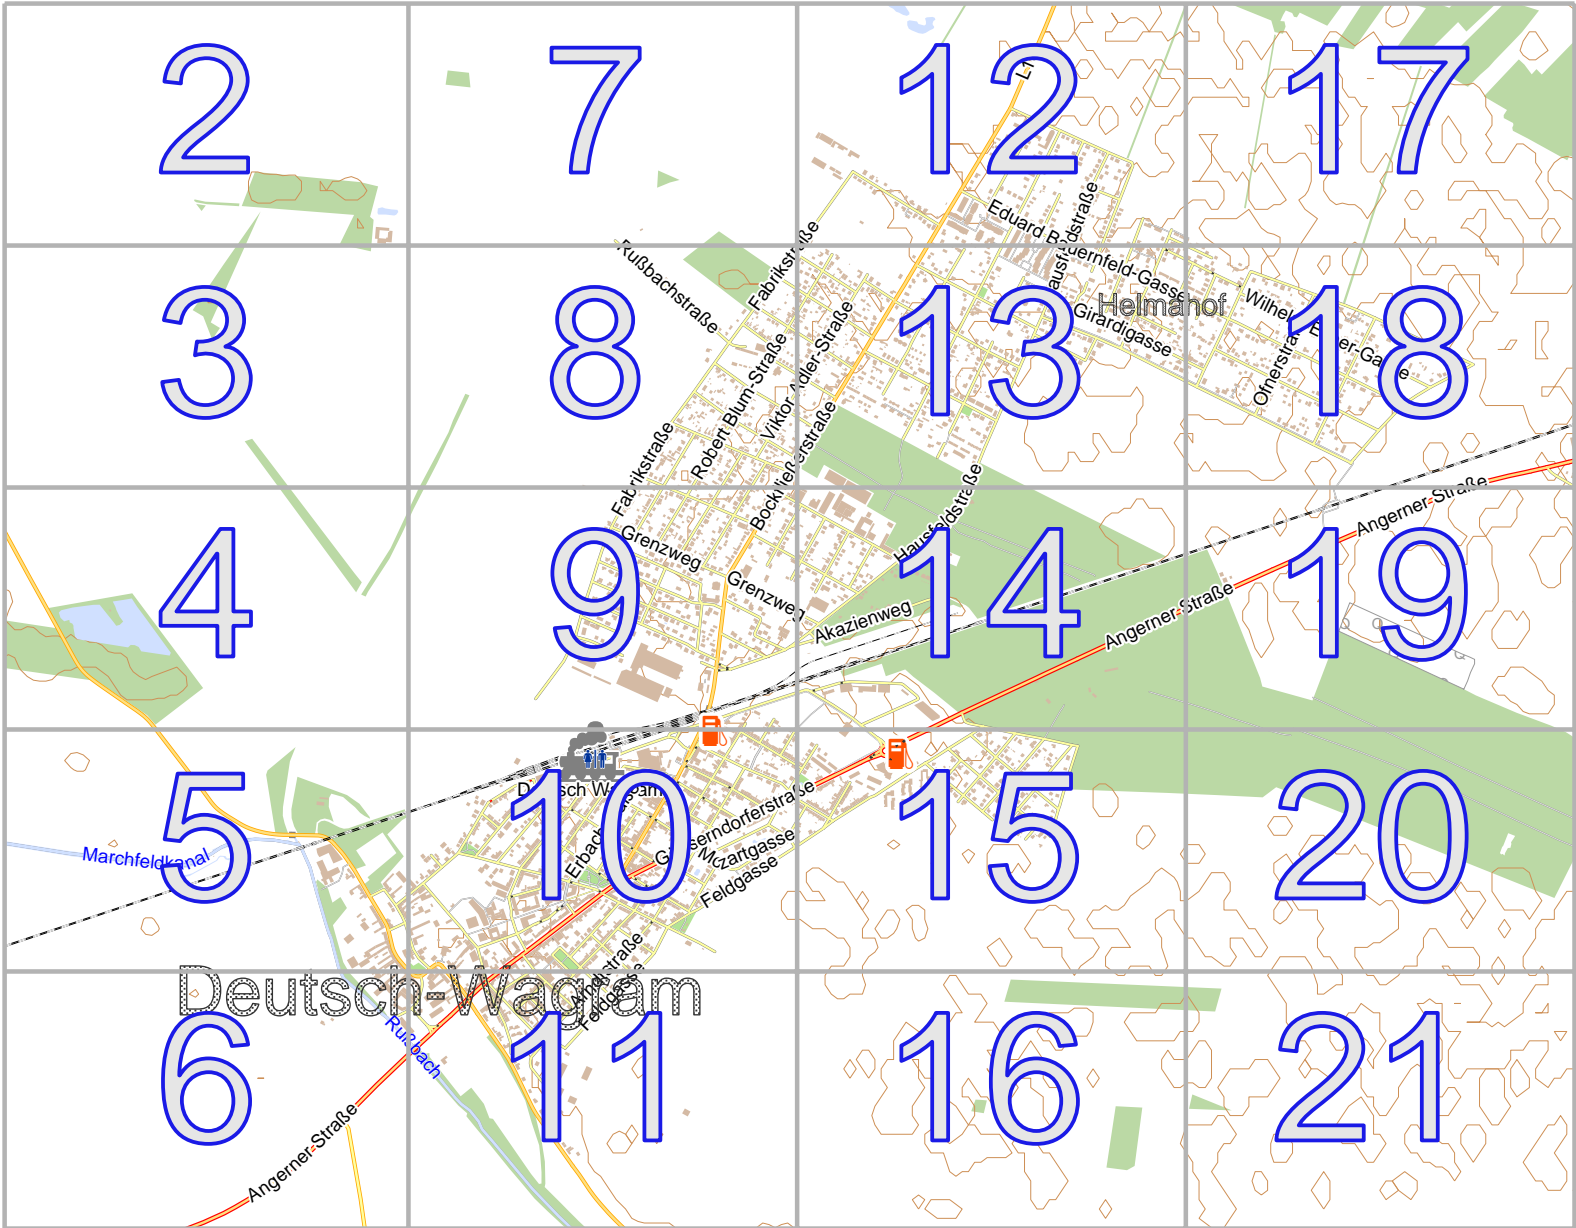 2
7
12
17
L1
Eduard Bauernfeld-Gasse
Hausfeldstraße
Rußbachstraße
Fabrikstraße
3
8
13
18
Helmahof
Wilhelm Exner-Gasse
Girardigasse
Ofnerstraße
Viktor Adler-Straße
Robert Blum-Straße
Fabrikstraße
Bockfließerstraße
Hausfeldstraße
Angerner Straße
4
9
14
19
Grenzweg
Grenzweg
Akazienweg
Angerner Straße
5
10
15
20
Deutsch Wagram
Gänserndorferstraße
Mozartgasse
Feldgasse
Marchfeldkanal
Deutsch-Wagram
Feldgasse
Rußbach
6
11
16
21
Angerner Straße